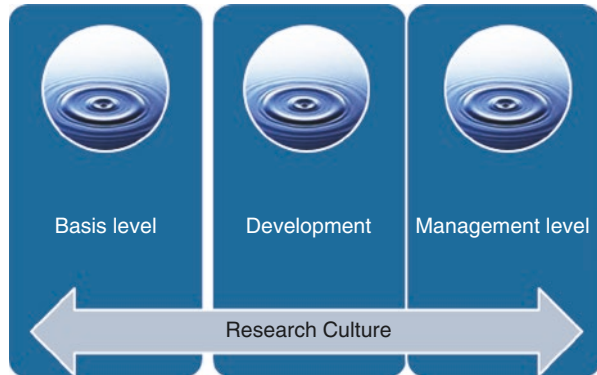 Basis level
Development
Management level
Research Culture